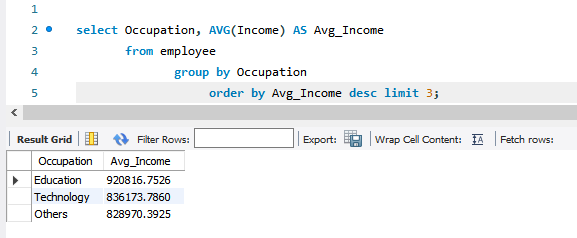 1
2 select Occupation, AVG(Income) AS Avg_Income
3 from employee
4 group by Occupation
5 order by Avg_Income desc limit 3;
Result Grid Filter Rows: Export: Wrap Cell Content: IA Fetch rows:
Occupation Avg_Income
Education 920816.7526
Technology 836173.7860
Others 828970.3925